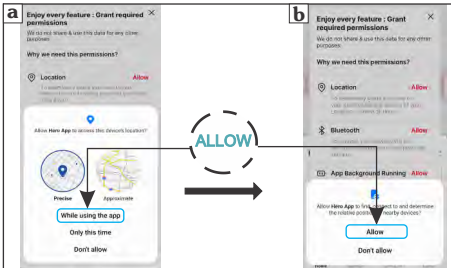 a
Enjoy every feature : Grant required
permissions
We do not share & use this data for any other
purposes.
Why we need this permissions?
Location Allow
Allow Hero App to access this device's location?
Precise Approximate
While using the app
Only this time
Don't allow
ALLOW
b
Enjoy every feature : Grant
required permissions
We do not share & use this data for any other
purposes.
Why we need this permissions?
Location Allow
Bluetooth Allow
App Background Running Allow
Allow Hero App to find, connect to and determine
the relative position of nearby devices?
Allow
Don't allow